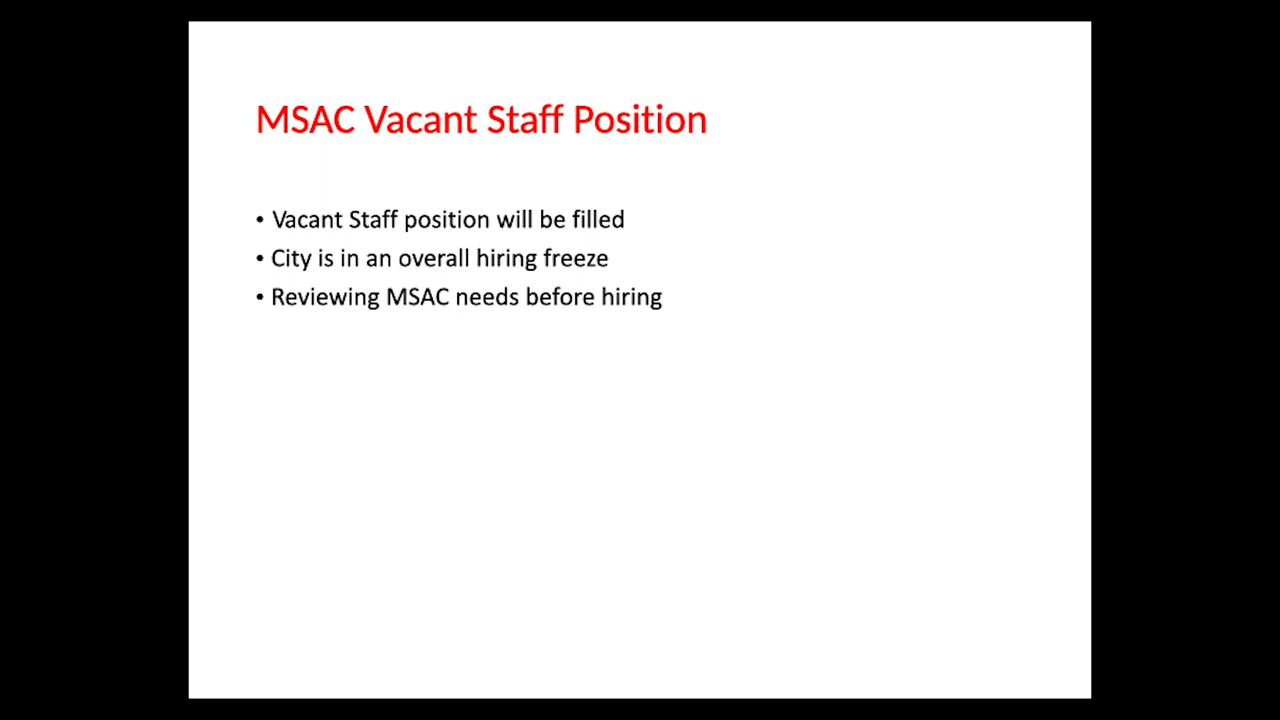 MSAC Vacant Staff Position
• Vacant Staff position will be filled
• City is in an overall hiring freeze
• Reviewing MSAC needs before hiring